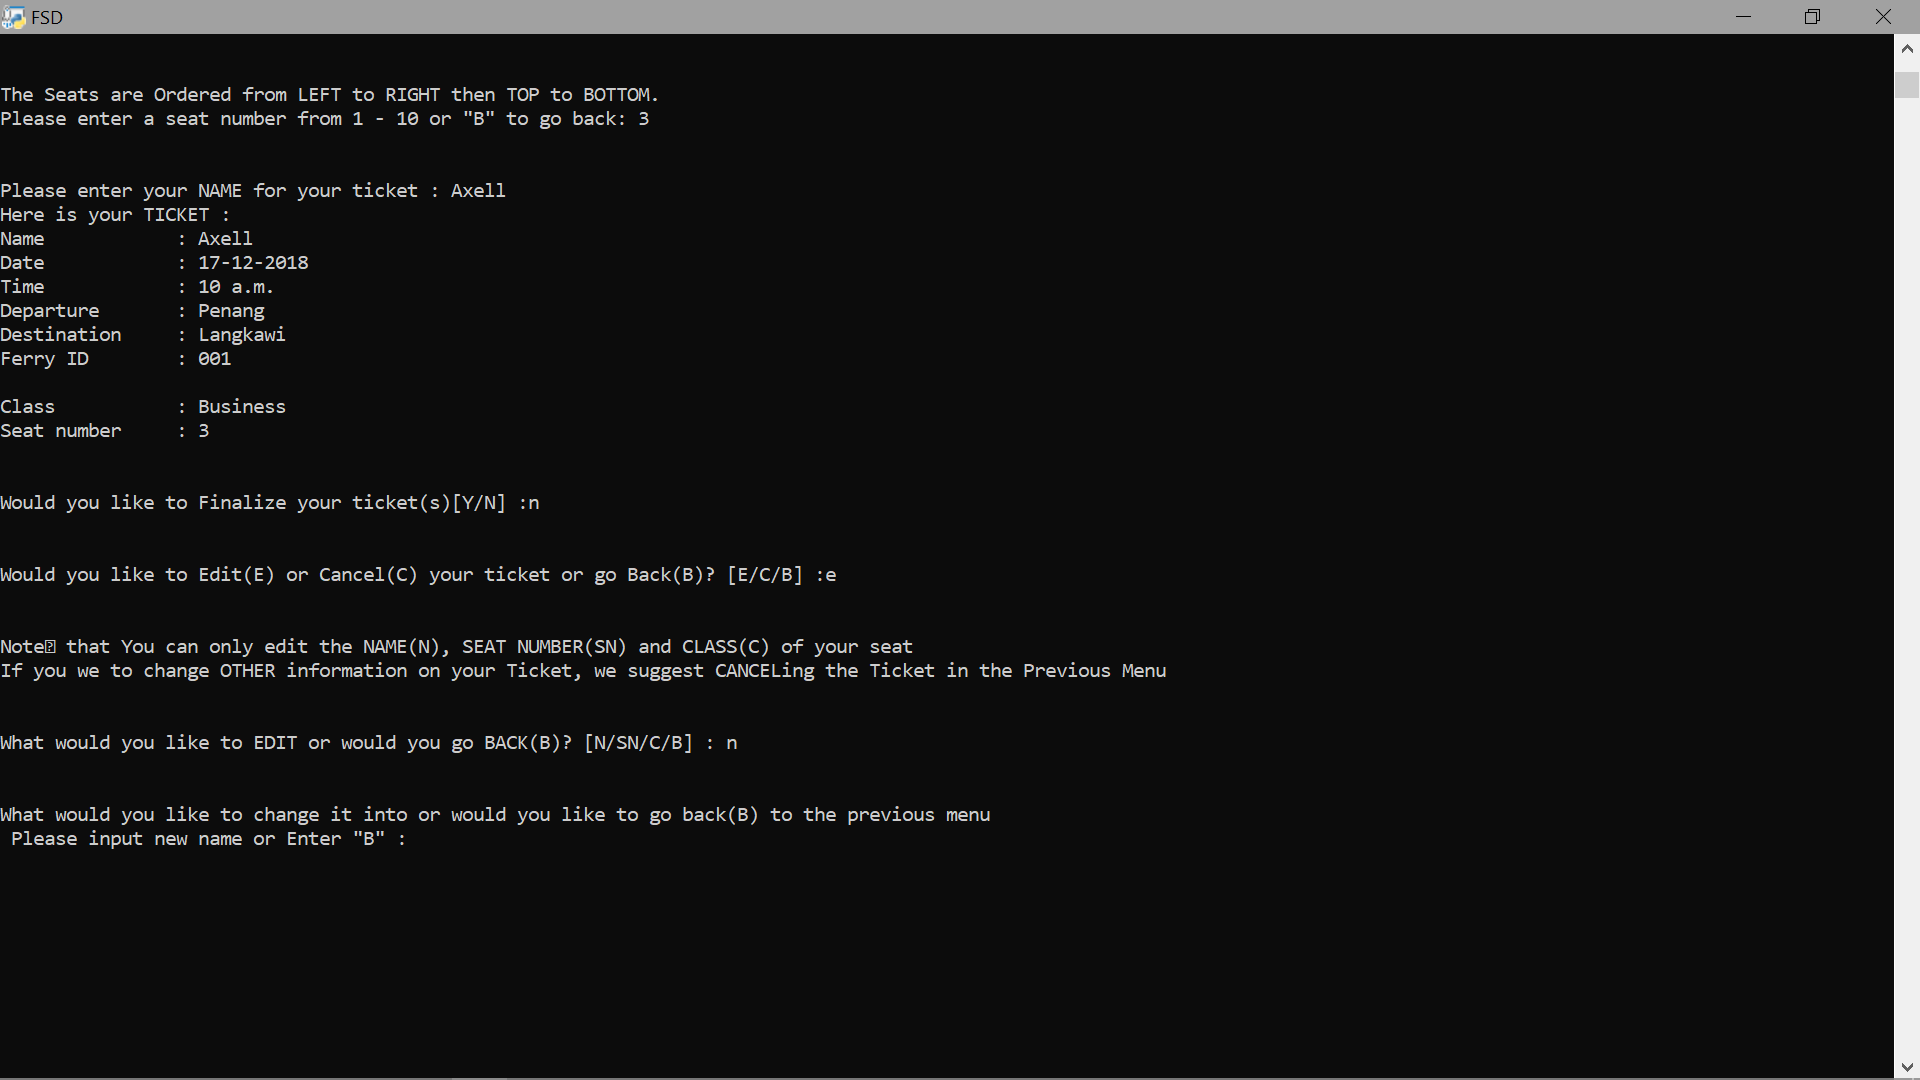 FSD
The Seats are Ordered from LEFT to RIGHT then TOP to BOTTOM.
Please enter a seat number from 1 - 10 or "B" to go back: 3
Please enter your NAME for your ticket : Axell
Here is your TICKET :
Name : Axell
Date : 17-12-2018
Time : 10 a.m.
Departure : Penang
Destination : Langkawi
Ferry ID : 001
Class : Business
Seat number : 3
Would you like to Finalize your ticket(s)[Y/N] :n
Would you like to Edit(E) or Cancel(C) your ticket or go Back(B)? [E/C/B] :e
Note⍰ that You can only edit the NAME(N), SEAT NUMBER(SN) and CLASS(C) of your seat
If you we to change OTHER information on your Ticket, we suggest CANCELing the Ticket in the Previous Menu
What would you like to EDIT or would you go BACK(B)? [N/SN/C/B] : n
What would you like to change it into or would you like to go back(B) to the previous menu
Please input new name or Enter "B" :